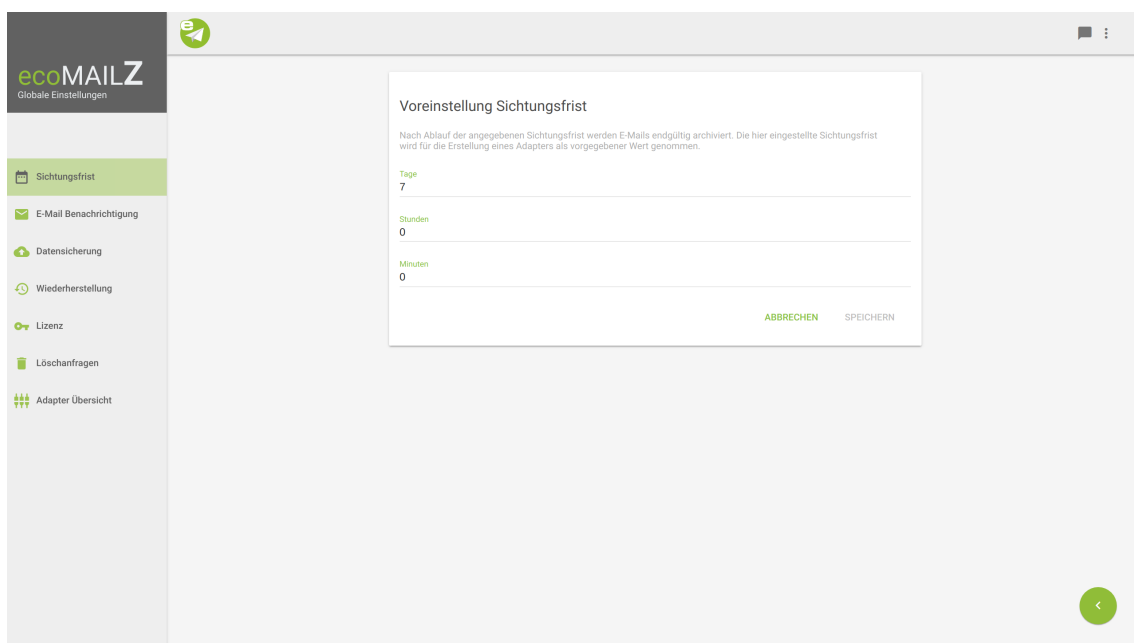 ecoMAILZ
Globale Einstellungen
Sichtungsfrist
E-Mail Benachrichtigung
Datensicherung
Wiederherstellung
Lizenz
Löschanfragen
Adapter Übersicht
e
Voreinstellung Sichtungsfrist
Nach Ablauf der angegebenen Sichtungsfrist werden E-Mails endgültig archiviert. Die hier eingestellte Sichtungsfrist
wird für die Erstellung eines Adapters als vorgegebener Wert genommen.
Tage
7
Stunden
0
Minuten
0
ABBRECHEN SPEICHERN